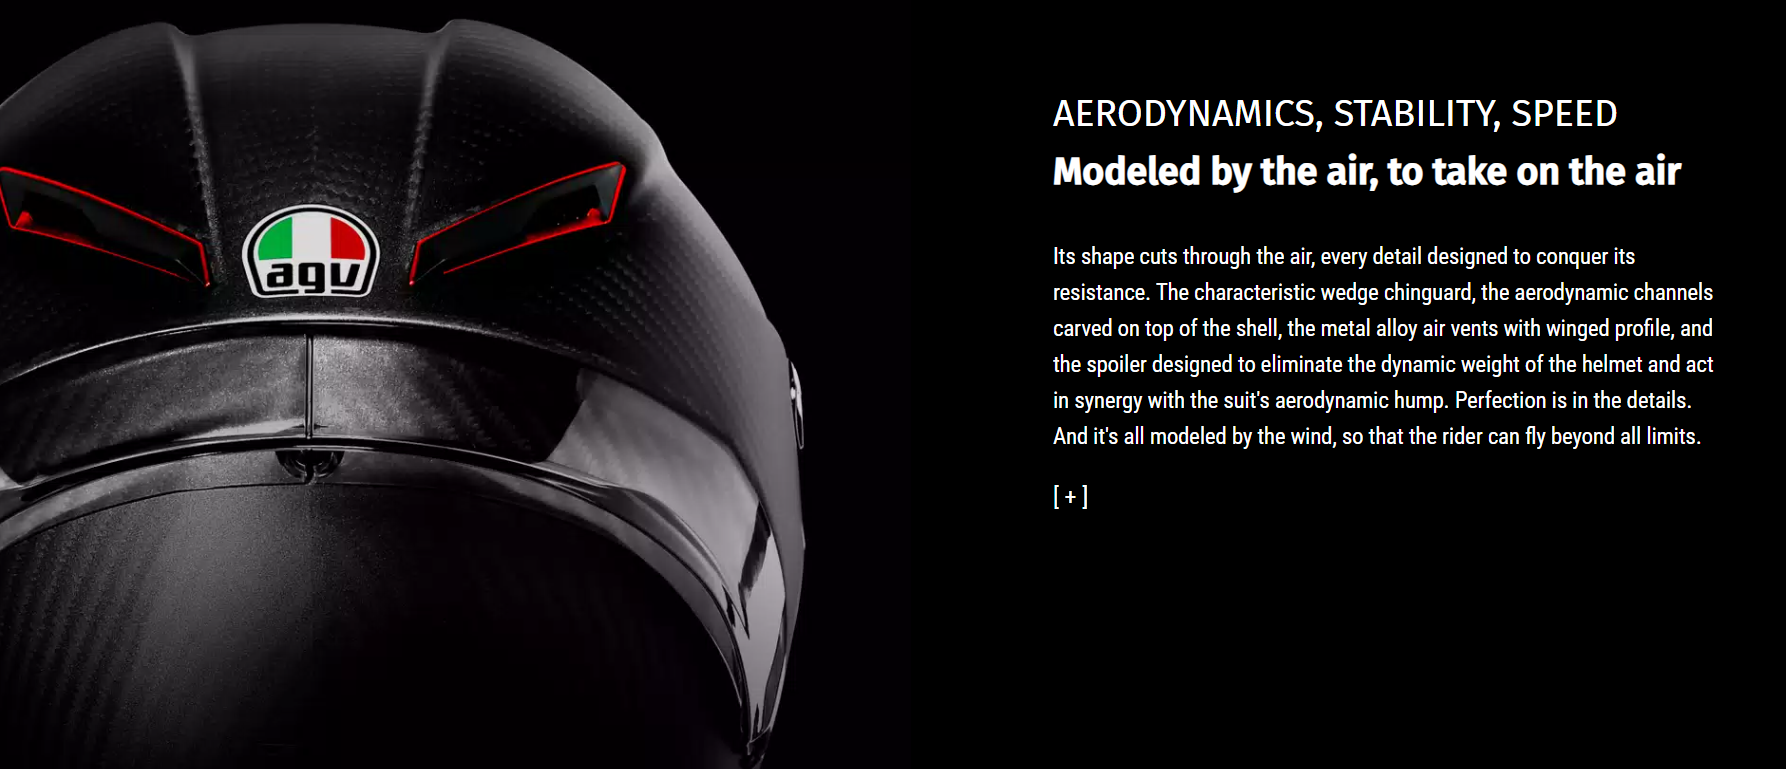 agv
AERODYNAMICS, STABILITY, SPEED
Modeled by the air, to take on the air
Its shape cuts through the air, every detail designed to conquer its
resistance. The characteristic wedge chinguard, the aerodynamic channels
carved on top of the shell, the metal alloy air vents with winged profile, and
the spoiler designed to eliminate the dynamic weight of the helmet and act
in synergy with the suit's aerodynamic hump. Perfection is in the details.
And it's all modeled by the wind, so that the rider can fly beyond all limits.
[ + ]